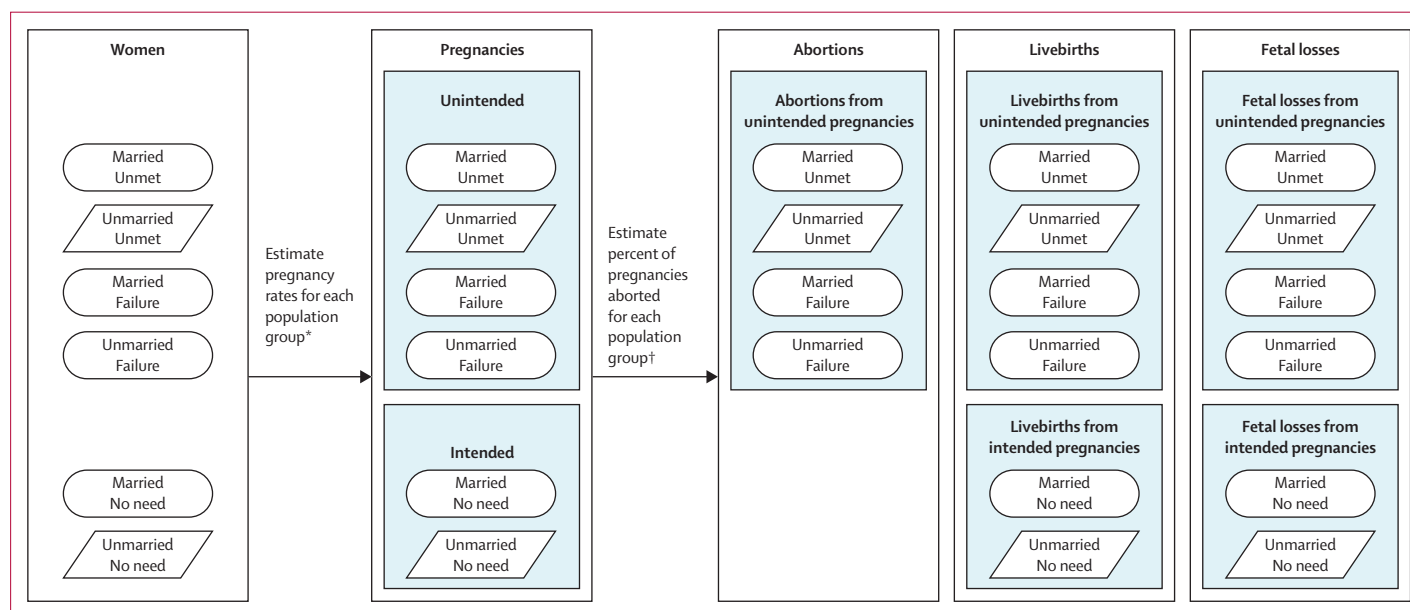 Women
Married
Unmet
Unmarried
Unmet
Married
Failure
Unmarried
Failure
Married
No need
Unmarried
No need
Estimate
pregnancy
rates for each
population
group*
Pregnancies
Unintended
Married
Unmet
Unmarried
Unmet
Married
Failure
Unmarried
Failure
Intended
Married
No need
Unmarried
No need
Estimate
percent of
pregnancies
aborted
for each
population
group†
Abortions
Abortions from
unintended pregnancies
Married
Unmet
Unmarried
Unmet
Married
Failure
Unmarried
Failure
Livebirths
Livebirths from
unintended pregnancies
Married
Unmet
Unmarried
Unmet
Married
Failure
Unmarried
Failure
Livebirths from
intended pregnancies
Married
No need
Unmarried
No need
Fetal losses
Fetal losses from
unintended pregnancies
Married
Unmet
Unmarried
Unmet
Married
Failure
Unmarried
Failure
Fetal losses from
intended pregnancies
Married
No need
Unmarried
No need